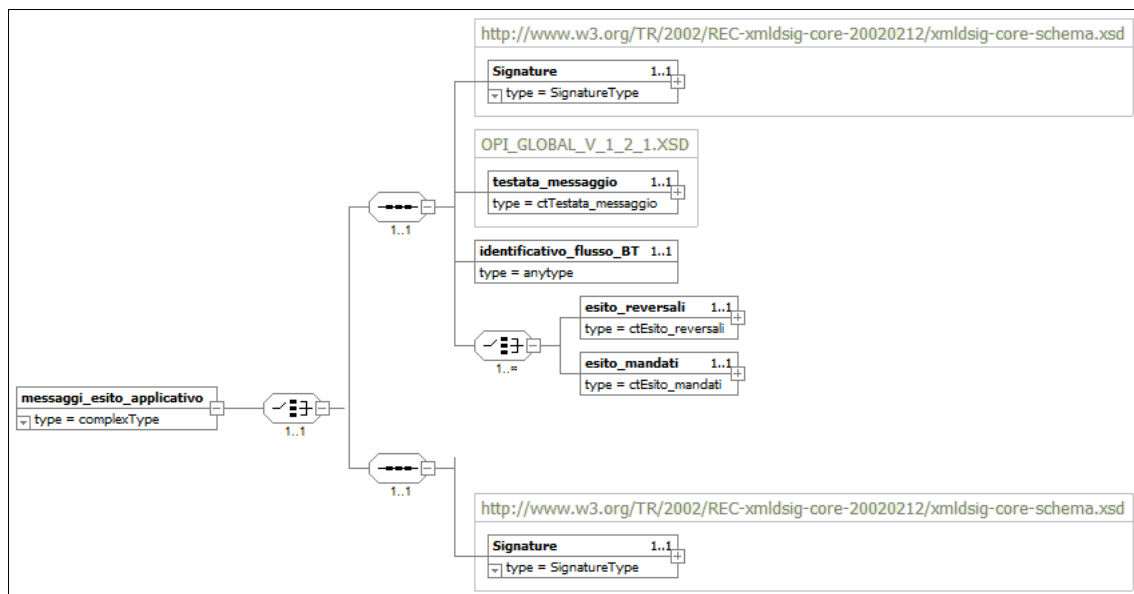 http://www.w3.org/TR/2002/REC-xmldsig-core-20020212/xmldsig-core-schema.xsd
Signature 1..1
type = SignatureType
OPI_GLOBAL_V_1_2_1.XSD
testata_messaggio 1..1
type = ctTestata_messaggio
1..1
identificativo_flusso_BT 1..1
type = anytype
esito_reversali 1..1
type = ctEsito_reversali
1..∞
esito_mandati 1..1
type = ctEsito_mandati
messaggi_esito_applicativo
type = complexType
1..1
1..1
http://www.w3.org/TR/2002/REC-xmldsig-core-20020212/xmldsig-core-schema.xsd
Signature 1..1
type = SignatureType